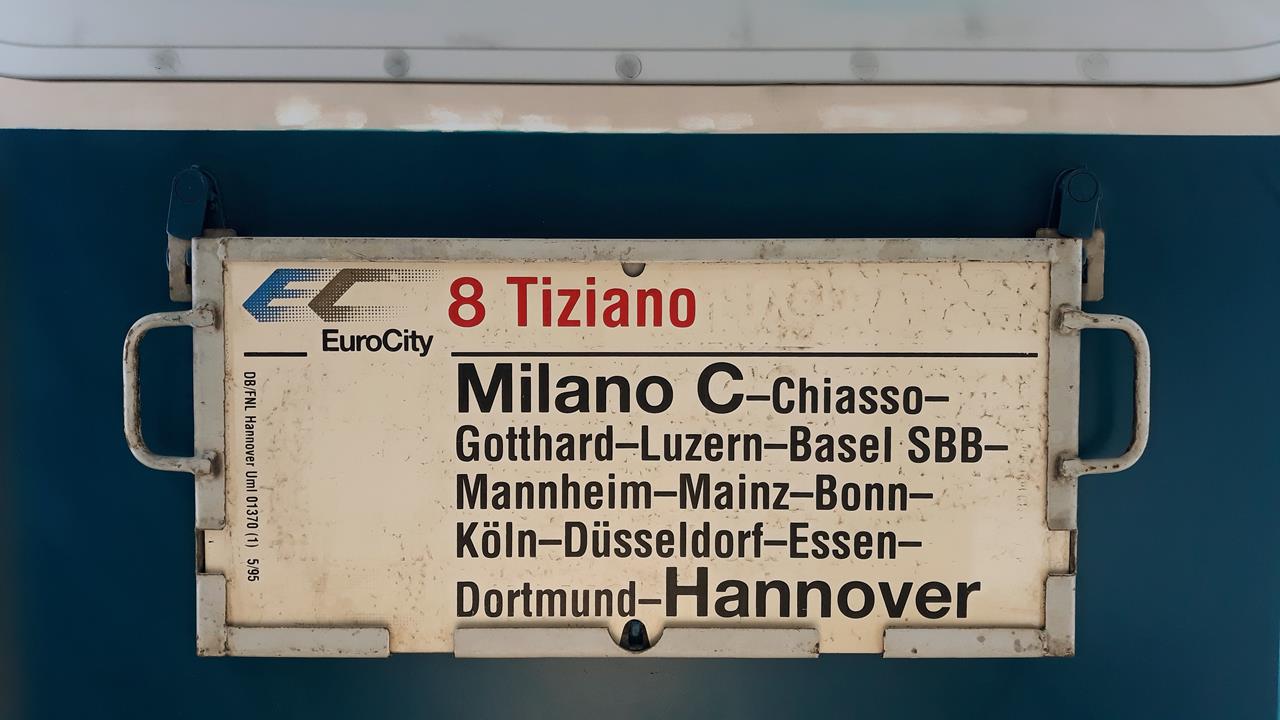 EC
EuroCity
8 Tiziano
Milano C–Chiasso–
Gotthard–Luzern–Basel SBB–
Mannheim–Mainz–Bonn–
Köln–Düsseldorf–Essen–
Dortmund–Hannover
DB/FNL Hannover Uml 01370 (1) 5/95